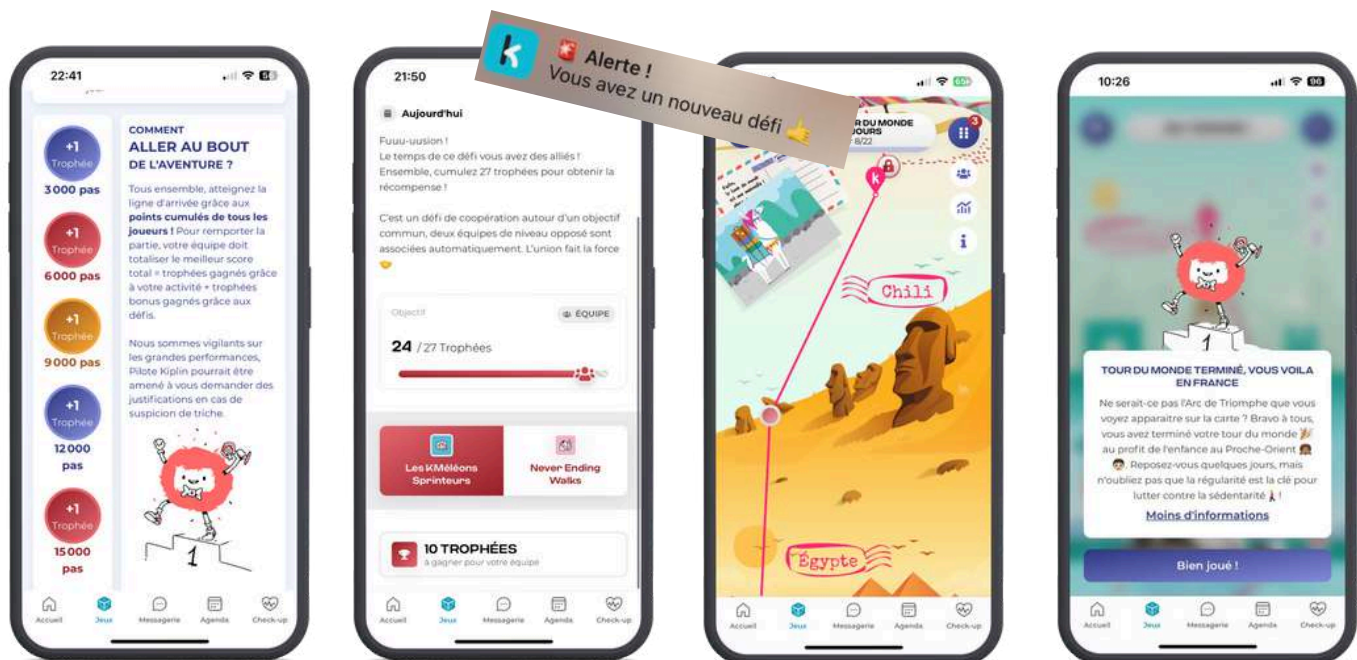 22:41
+1
Trophée
3 000 pas
+1
Trophée
6 000 pas
+1
Trophée
9 000 pas
+1
Trophée
12 000
pas
+1
Trophée
15 000
pas
COMMENT
ALLER AU BOUT
DE L'AVENTURE ?
Tous ensemble, atteignez la
ligne d'arrivée grâce aux
points cumulés de tous les
joueurs ! Pour remporter la
partie, votre équipe doit
totaliser le meilleur score
total = trophées gagnés grâce
à votre activité + trophées
bonus gagnés grâce aux
défis.
Nous sommes vigilants sur
les grandes performances,
Pilote Kiplin pourrait être
amené à vous demander des
justifications en cas de
suspicion de triche.
1
Accueil
Jeux
Messagerie
Agenda
Check-up
Alerte !
Vous avez un nouveau défi
21:50
Aujourd'hui
Fuuu-uusion !
Le temps de ce défi vous avez des alliés !
Ensemble, cumulez 27 trophées pour obtenir la
récompense !
C'est un défi de coopération autour d'un objectif
commun, deux équipes de niveau opposé sont
associées automatiquement. L'union fait la force
Objectif
ÉQUIPE
24 / 27 Trophées
Les KMéléons
Sprinteurs
Never Ending
Walks
10 TROPHÉES
à gagner pour votre équipe
Accueil
Jeux
Messagerie
Agenda
Check-up
R DU MONDE
JOURS
8/22
3
k
Chili
Égypte
Accueil
Jeux
Messagerie
Agenda
Check-up
10:26
96
1
TOUR DU MONDE TERMINÉ, VOUS VOILA
EN FRANCE
Ne serait-ce pas l'Arc de Triomphe que vous
voyez apparaitre sur la carte ? Bravo à tous,
vous avez terminé votre tour du monde
au profit de l'enfance au Proche-Orient
. Reposez-vous quelques jours, mais
n'oubliez pas que la régularité est la clé pour
lutter contre la sédentarité !
Moins d'informations
Bien joué !
Accueil
Jeux
Messagerie
Agenda
Check-up